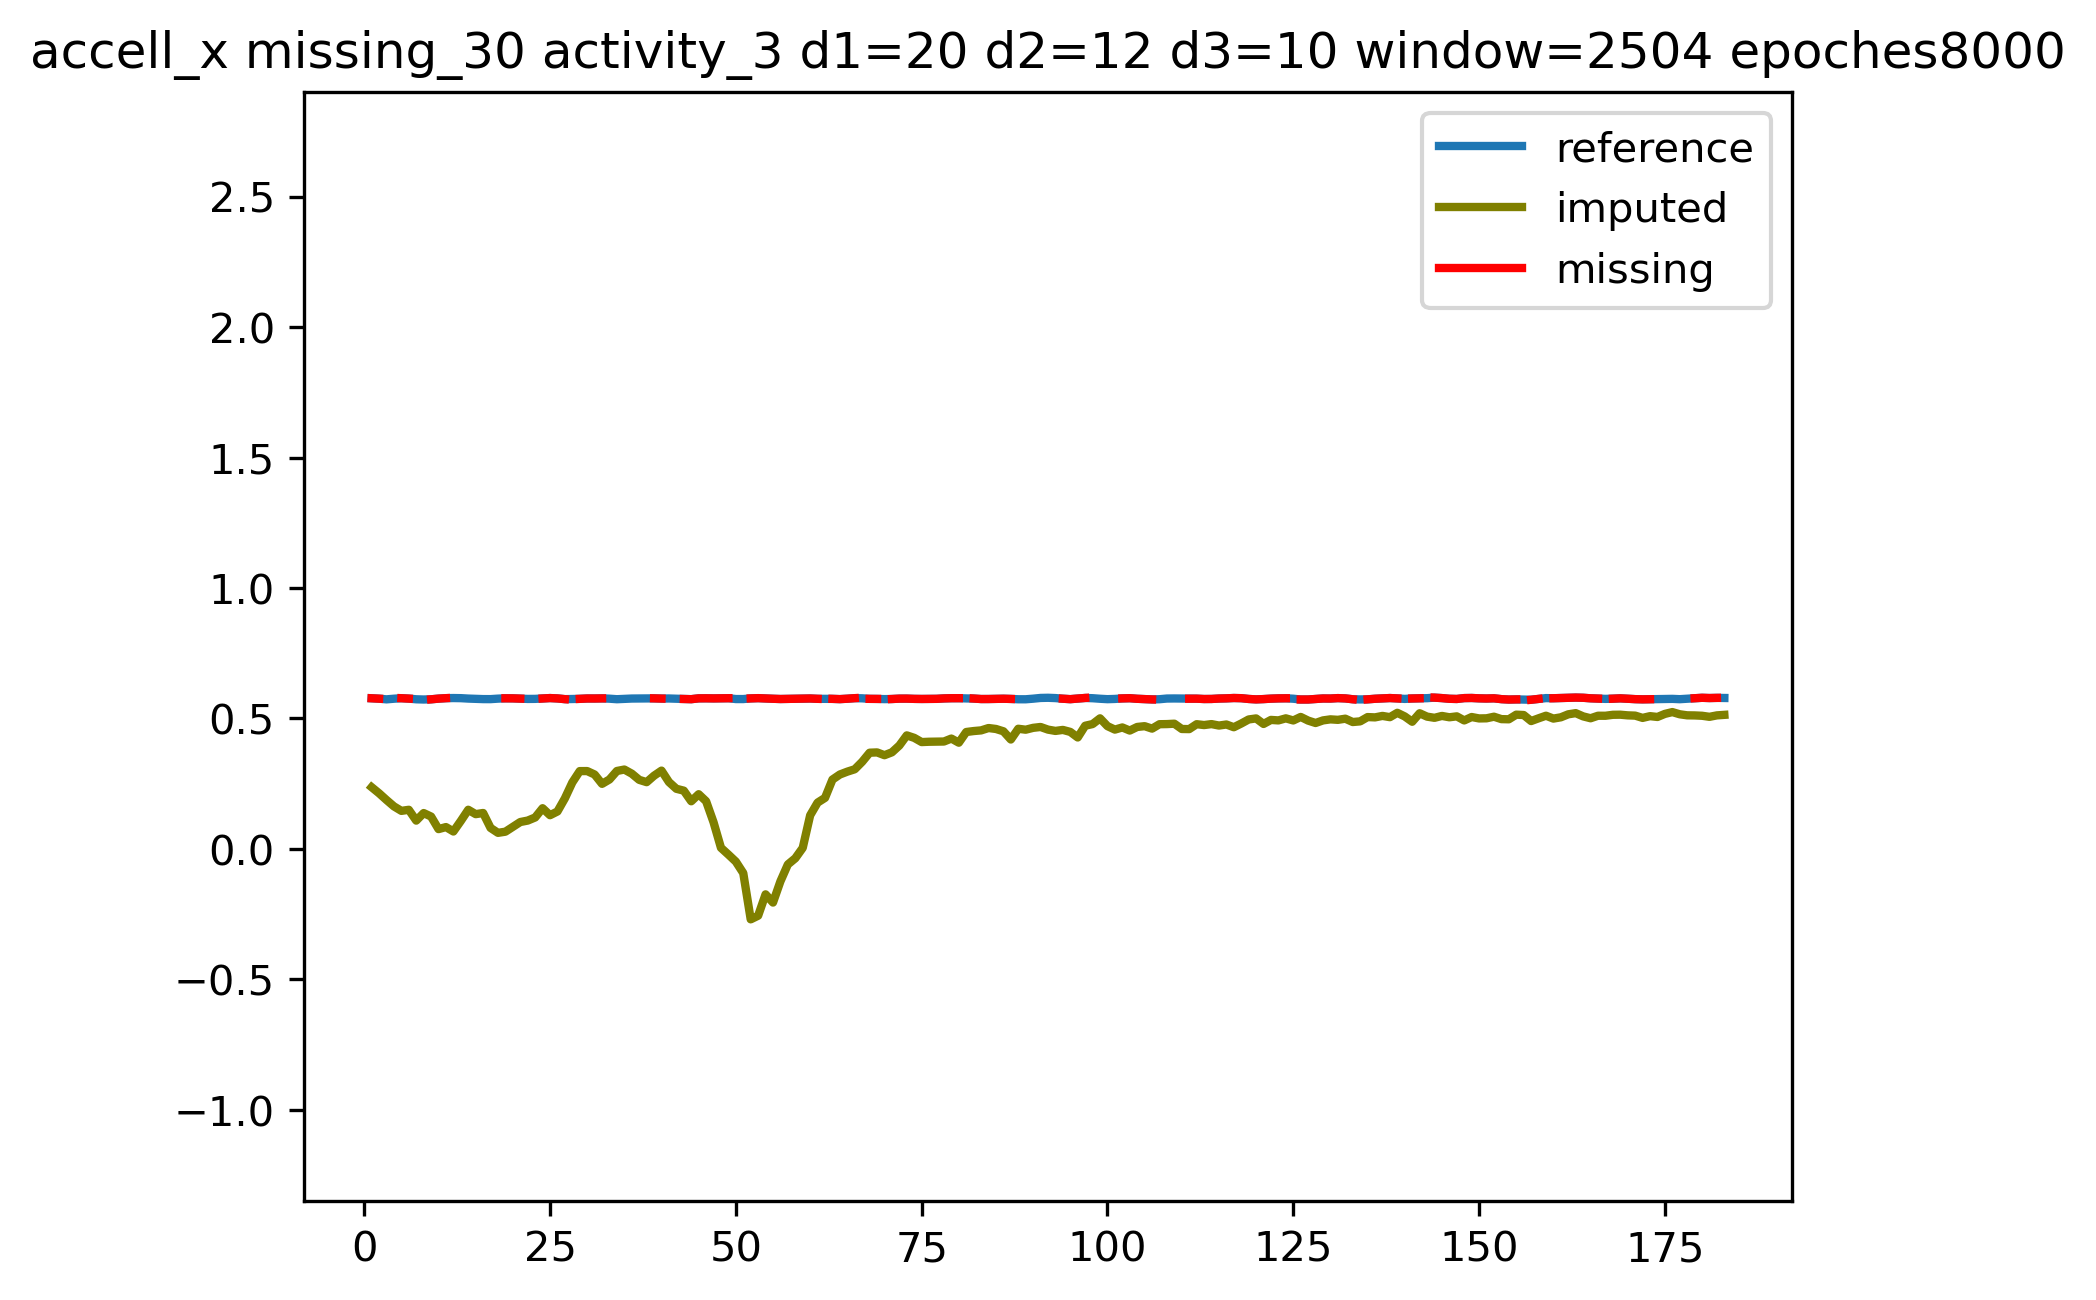 accell_x missing_30 activity_3 d1=20 d2=12 d3=10 window=2504 epoches8000
reference
imputed
missing
2.5
2.0
1.5
1.0
0.5
0.0
−0.5
−1.0
0 25 50 75 100 125 150 175